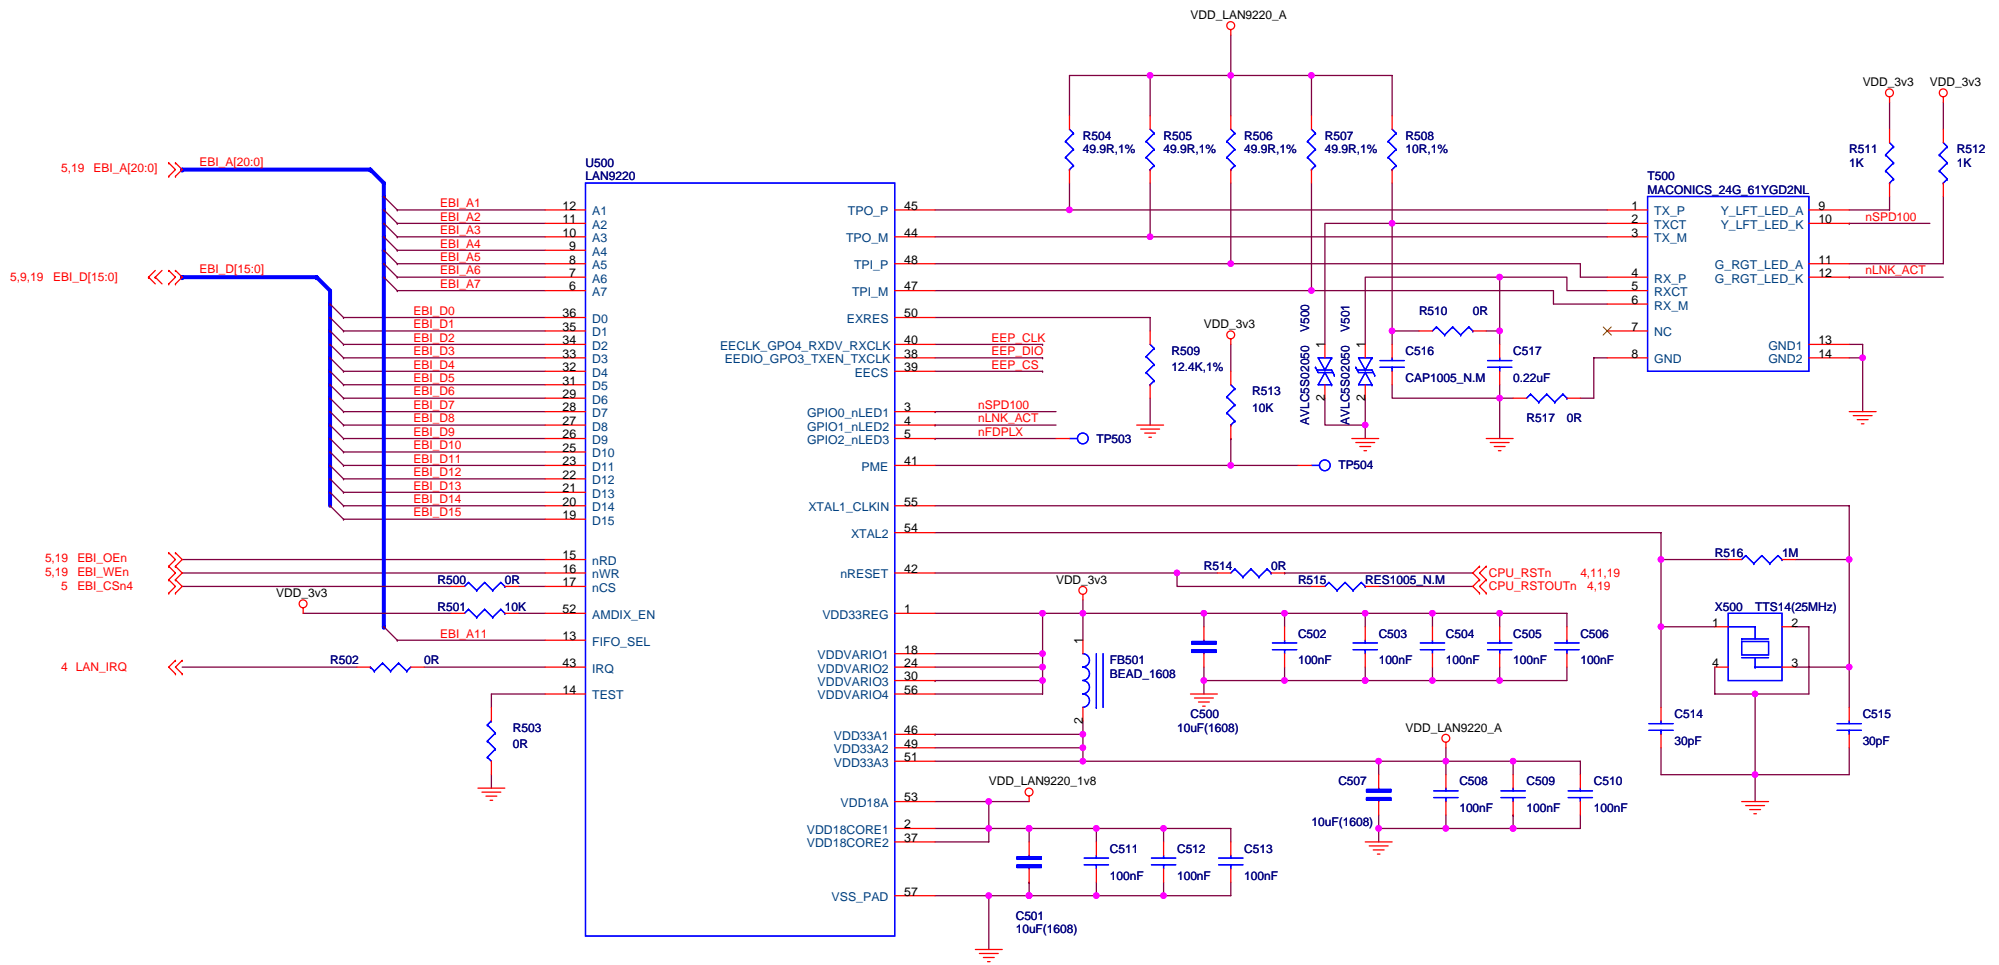 VDD_LAN9220_A
VDD_3v3 VDD_3v3
R504 49.9R,1%
R505 49.9R,1%
R506 49.9R,1%
R507 49.9R,1%
R508 10R,1%
R511 1K
R512 1K
5,19 EBI_A[20:0] EBI_A[20:0]
5,9,19 EBI_D[15:0] EBI_D[15:0]
U500
LAN9220
EBI_A1 12 A1
EBI_A2 11 A2
EBI_A3 10 A3
EBI_A4 9 A4
EBI_A5 8 A5
EBI_A6 7 A6
EBI_A7 6 A7
EBI_D0 36 D0
EBI_D1 35 D1
EBI_D2 34 D2
EBI_D3 33 D3
EBI_D4 32 D4
EBI_D5 31 D5
EBI_D6 29 D6
EBI_D7 28 D7
EBI_D8 27 D8
EBI_D9 26 D9
EBI_D10 25 D10
EBI_D11 23 D11
EBI_D12 22 D12
EBI_D13 21 D13
EBI_D14 20 D14
EBI_D15 19 D15
5,19 EBI_OEn 15 nRD
5,19 EBI_WEn 16 nWR
5 EBI_CSn4 R500 0R 17 nCS
VDD_3v3 R501 10K 52 AMDIX_EN
EBI_A11 13 FIFO_SEL
4 LAN_IRQ R502 0R 43 IRQ
14 TEST
R503
0R
TPO_P 45
TPO_M 44
TPI_P 48
TPI_M 47
EXRES 50
EECLK_GPO4_RXDV_RXCLK 40 EEP_CLK
EEDIO_GPO3_TXEN_TXCLK 38 EEP_DIO
EECS 39 EEP_CS
GPIO0_nLED1 3 nSPD100
GPIO1_nLED2 4 nLNK_ACT
GPIO2_nLED3 5 nFDPLX TP503
PME 41 TP504
XTAL1_CLKIN 55
XTAL2 54
nRESET 42
VDD33REG 1
VDDVARIO1 18
VDDVARIO2 24
VDDVARIO3 30
VDDVARIO4 56
VDD33A1 46
VDD33A2 49
VDD33A3 51
VDD18A 53
VDD18CORE1 2
VDD18CORE2 37
VSS_PAD 57
R509
12.4K,1%
VDD_3v3
R513
10K
AVLC5S02050 V500 1 2
AVLC5S02050 V501 1 2
R510 0R
C516
CAP1005_N.M
C517
0.22uF
R517 0R
T500
MACONICS_24G_61YGD2NL
1 TX_P
2 TXCT
3 TX_M
4 RX_P
5 RXCT
6 RX_M
7 NC
8 GND
Y_LFT_LED_A 9
Y_LFT_LED_K 10 nSPD100
G_RGT_LED_A 11
G_RGT_LED_K 12 nLNK_ACT
GND1 13
GND2 14
R514 0R CPU_RSTn 4,11,19
R515 RES1005_N.M CPU_RSTOUTn 4,19
R516 1M
X500 TTS14(25MHz)
1 2
4 3
C514
30pF
C515
30pF
VDD_3v3
1
FB501
BEAD_1608
2
C500
10uF(1608)
C502
100nF
C503
100nF
C504
100nF
C505
100nF
C506
100nF
VDD_LAN9220_A
C507
10uF(1608)
C508
100nF
C509
100nF
C510
100nF
VDD_LAN9220_1v8
C501
10uF(1608)
C511
100nF
C512
100nF
C513
100nF